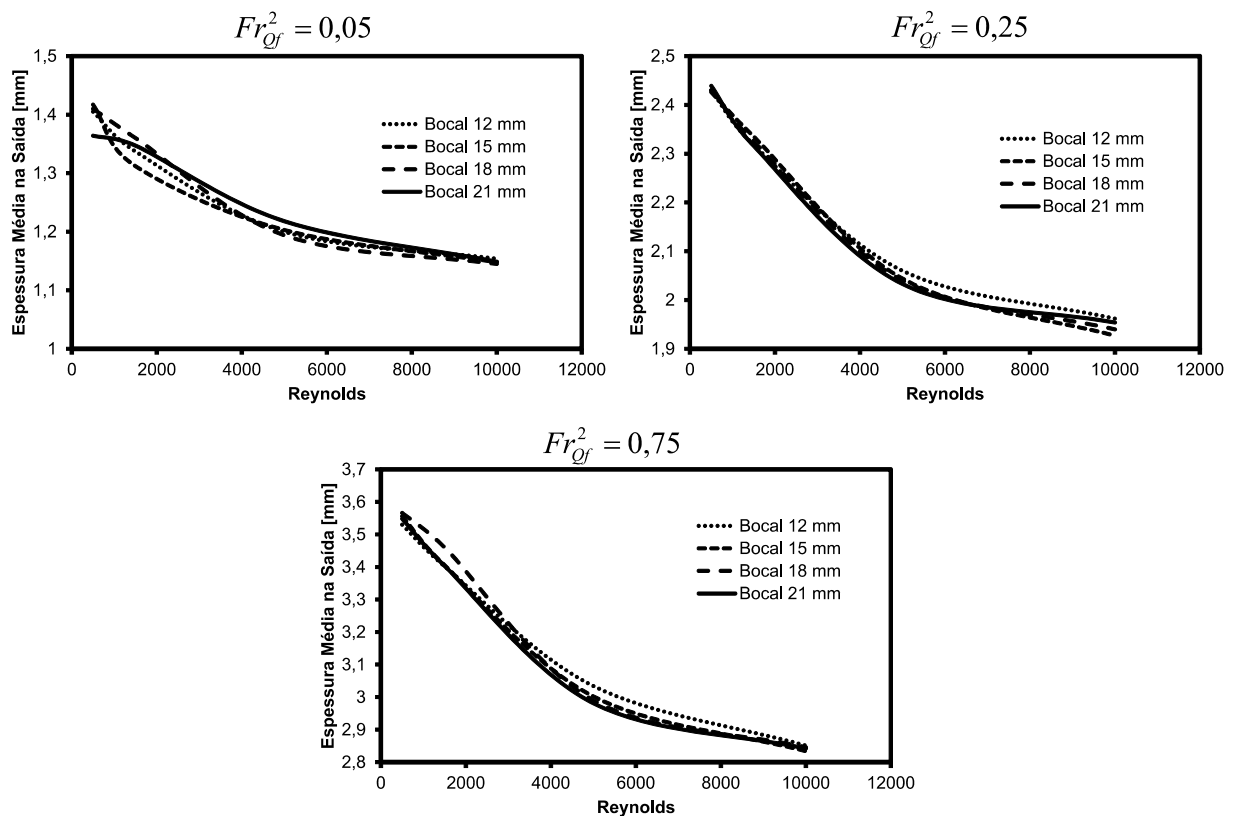 Fr²Qf = 0,05
1,5
1,4
1,3
1,2
1,1
1
Espessura Média na Saída [mm]
Bocal 12 mm
Bocal 15 mm
Bocal 18 mm
Bocal 21 mm
0
2000
4000
6000
8000
10000
12000
Reynolds
Fr²Qf = 0,25
2,5
2,4
2,3
2,2
2,1
2
1,9
Espessura Média na Saída [mm]
Bocal 12 mm
Bocal 15 mm
Bocal 18 mm
Bocal 21 mm
0
2000
4000
6000
8000
10000
12000
Reynolds
Fr²Qf = 0,75
3,7
3,6
3,5
3,4
3,3
3,2
3,1
3
2,9
2,8
Espessura Média na Saída [mm]
Bocal 12 mm
Bocal 15 mm
Bocal 18 mm
Bocal 21 mm
0
2000
4000
6000
8000
10000
12000
Reynolds